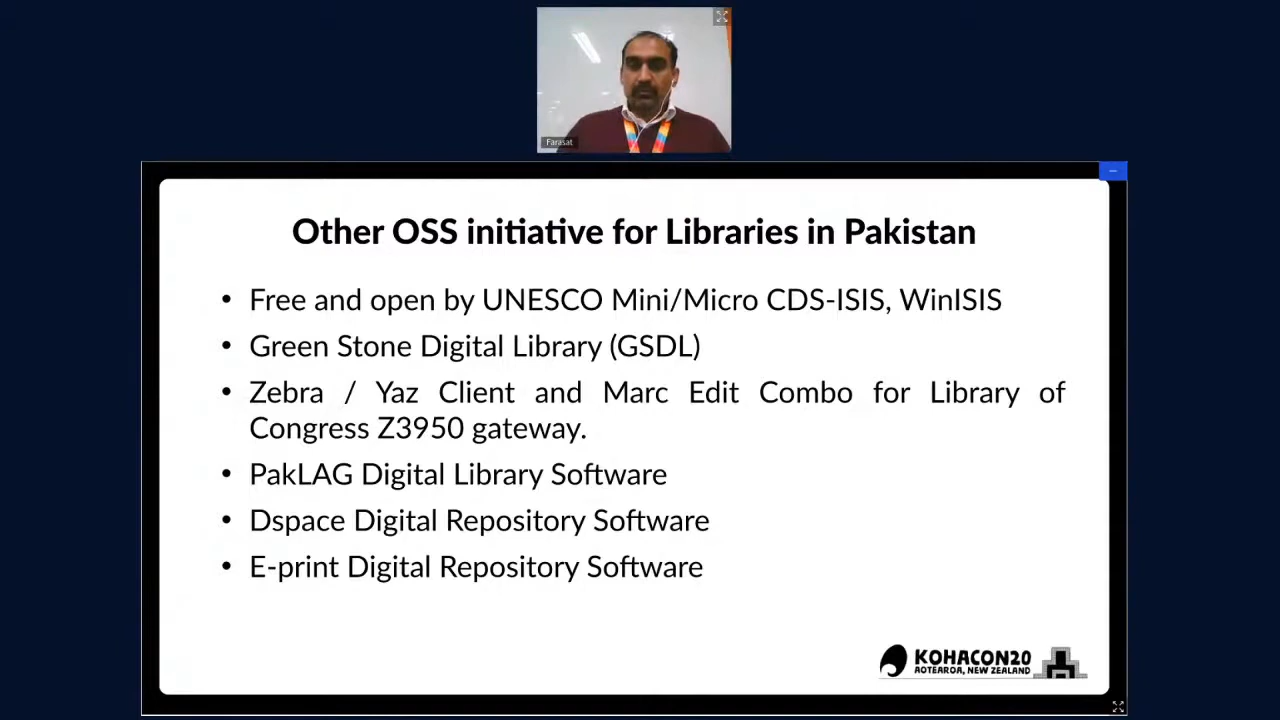 Farasat
Other OSS initiative for Libraries in Pakistan
• Free and open by UNESCO Mini/Micro CDS-ISIS, WinISIS
• Green Stone Digital Library (GSDL)
• Zebra / Yaz Client and Marc Edit Combo for Library of
Congress Z3950 gateway.
• PakLAG Digital Library Software
• Dspace Digital Repository Software
• E-print Digital Repository Software
KOHACON20
AOTEAROA, NEW ZEALAND